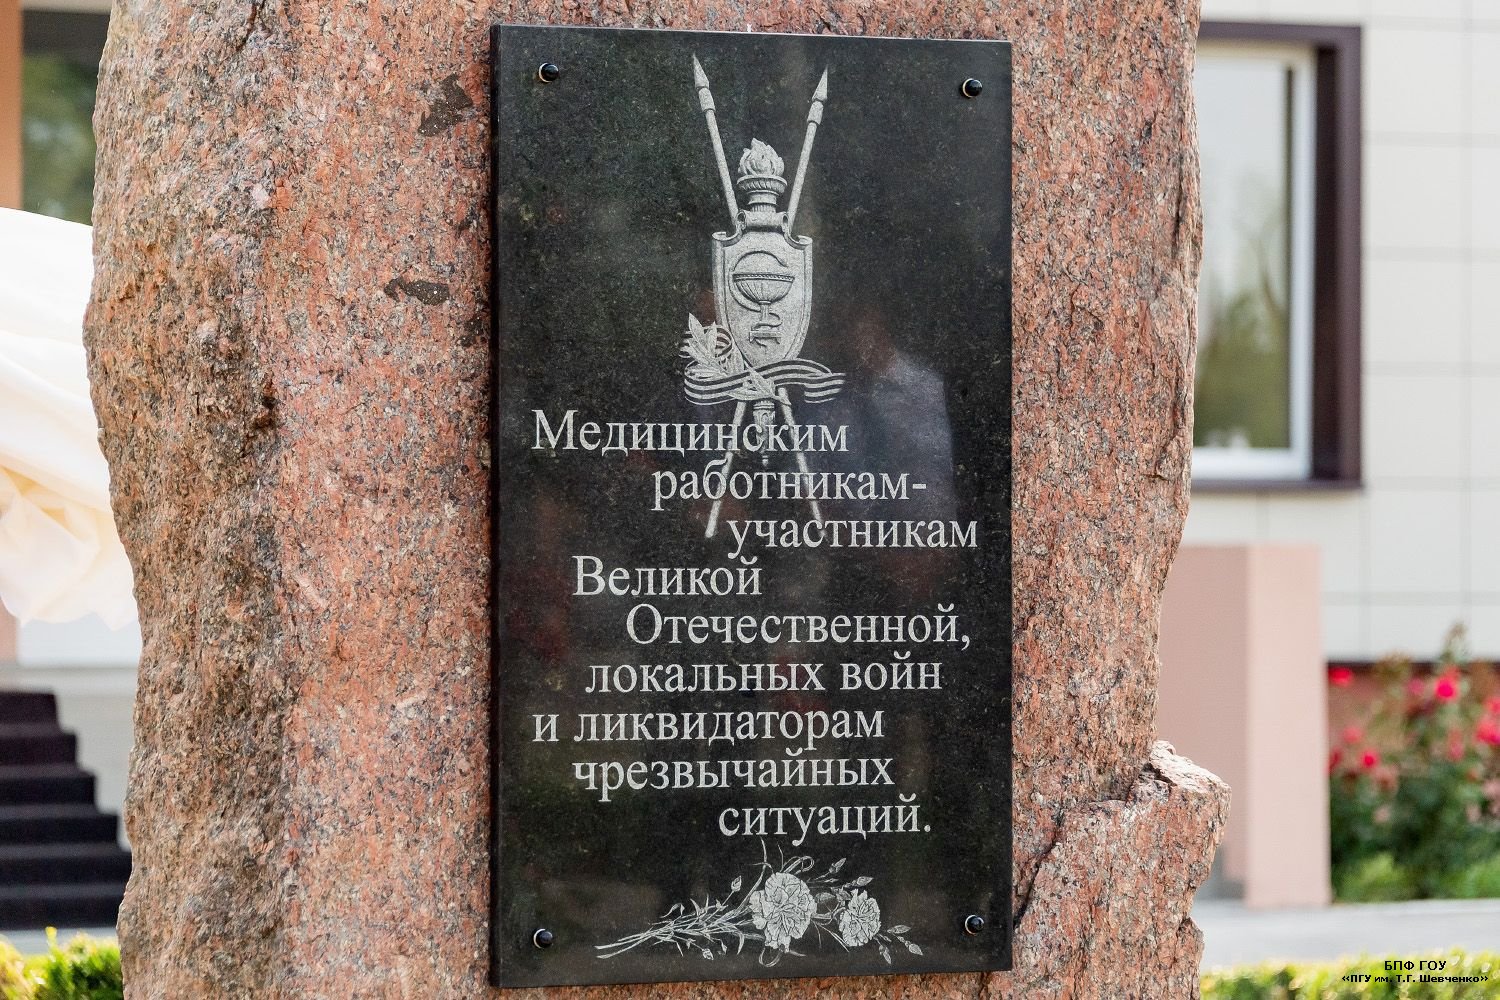 Медицинским
работникам-
участникам
Великой
Отечественной,
локальных войн
и ликвидаторам
чрезвычайных
ситуаций.
БПФ ГОУ
«ПГУ им. Т.Г. Шевченко»